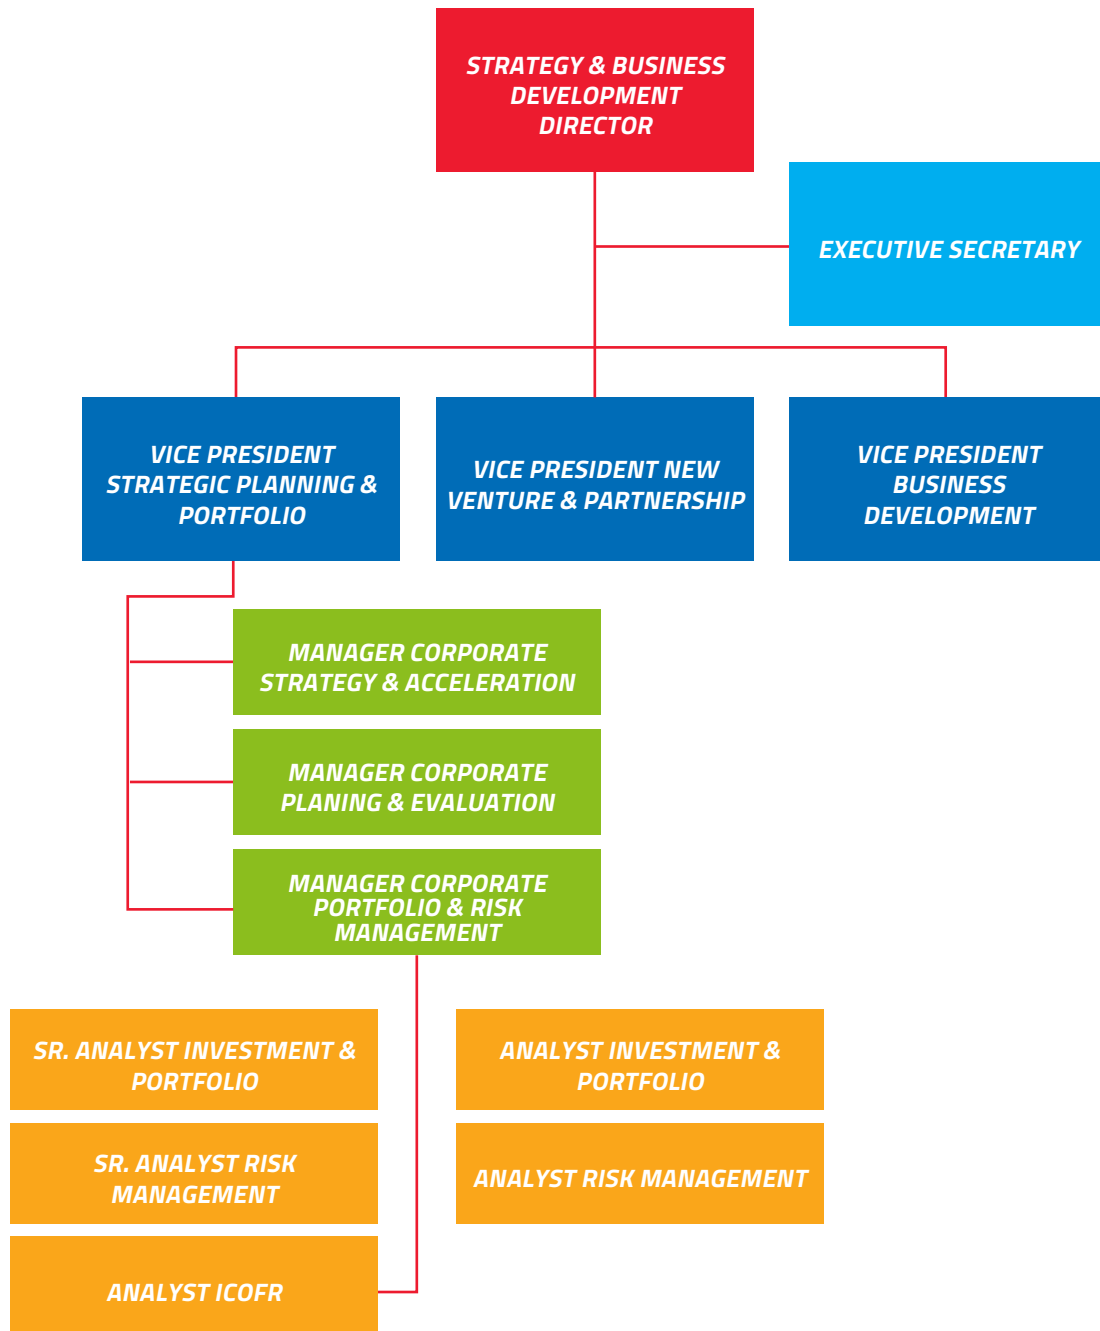 STRATEGY & BUSINESS
DEVELOPMENT
DIRECTOR
EXECUTIVE SECRETARY
VICE PRESIDENT
STRATEGIC PLANNING &
PORTFOLIO
VICE PRESIDENT NEW
VENTURE & PARTNERSHIP
VICE PRESIDENT
BUSINESS
DEVELOPMENT
MANAGER CORPORATE
STRATEGY & ACCELERATION
MANAGER CORPORATE
PLANING & EVALUATION
MANAGER CORPORATE
PORTFOLIO & RISK
MANAGEMENT
SR. ANALYST INVESTMENT &
PORTFOLIO
ANALYST INVESTMENT &
PORTFOLIO
SR. ANALYST RISK
MANAGEMENT
ANALYST RISK MANAGEMENT
ANALYST ICOFR